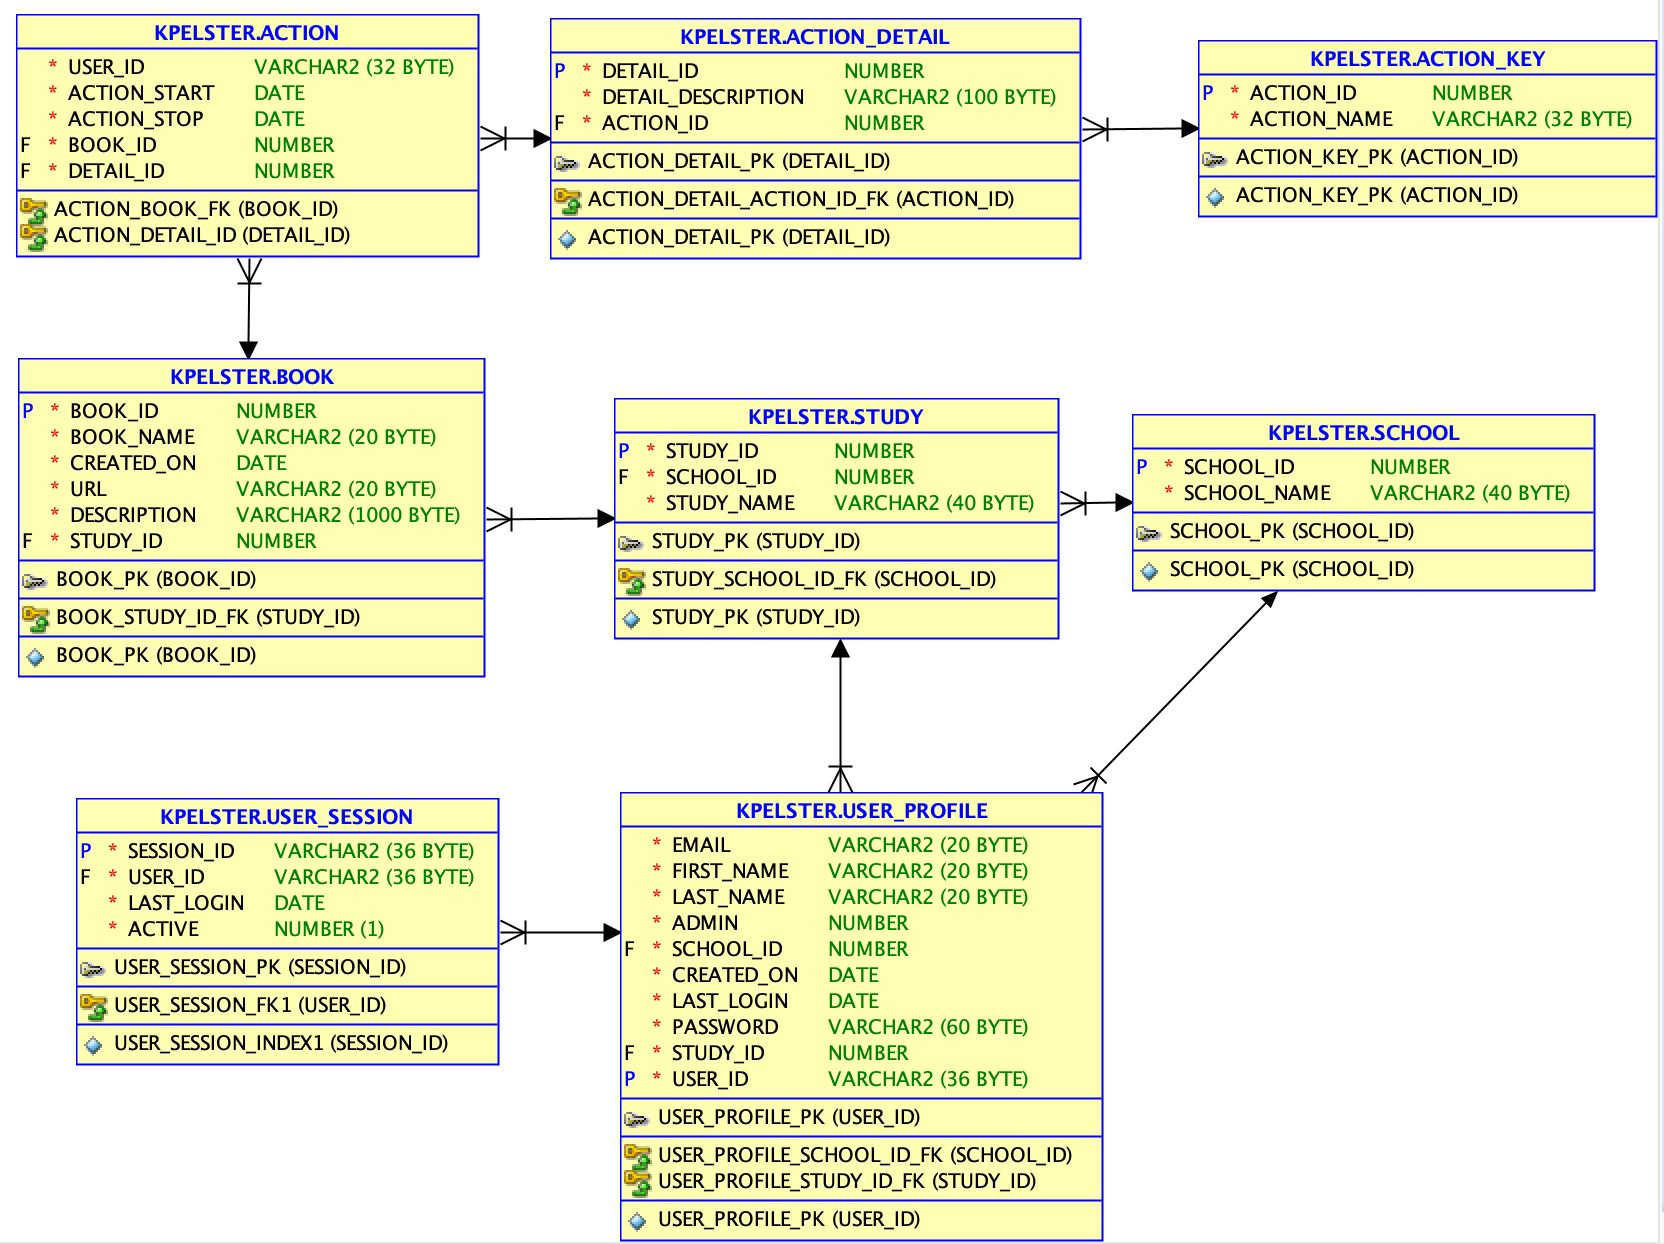 KPELSTER.ACTION
* USER_ID VARCHAR2 (32 BYTE)
* ACTION_START DATE
* ACTION_STOP DATE
F * BOOK_ID NUMBER
F * DETAIL_ID NUMBER
ACTION_BOOK_FK (BOOK_ID)
ACTION_DETAIL_ID (DETAIL_ID)
KPELSTER.ACTION_DETAIL
P * DETAIL_ID NUMBER
* DETAIL_DESCRIPTION VARCHAR2 (100 BYTE)
F * ACTION_ID NUMBER
ACTION_DETAIL_PK (DETAIL_ID)
ACTION_DETAIL_ACTION_ID_FK (ACTION_ID)
ACTION_DETAIL_PK (DETAIL_ID)
KPELSTER.ACTION_KEY
P * ACTION_ID NUMBER
* ACTION_NAME VARCHAR2 (32 BYTE)
ACTION_KEY_PK (ACTION_ID)
ACTION_KEY_PK (ACTION_ID)
KPELSTER.BOOK
P * BOOK_ID NUMBER
* BOOK_NAME VARCHAR2 (20 BYTE)
* CREATED_ON DATE
* URL VARCHAR2 (20 BYTE)
* DESCRIPTION VARCHAR2 (1000 BYTE)
F * STUDY_ID NUMBER
BOOK_PK (BOOK_ID)
BOOK_STUDY_ID_FK (STUDY_ID)
BOOK_PK (BOOK_ID)
KPELSTER.STUDY
P * STUDY_ID NUMBER
F * SCHOOL_ID NUMBER
* STUDY_NAME VARCHAR2 (40 BYTE)
STUDY_PK (STUDY_ID)
STUDY_SCHOOL_ID_FK (SCHOOL_ID)
STUDY_PK (STUDY_ID)
KPELSTER.SCHOOL
P * SCHOOL_ID NUMBER
* SCHOOL_NAME VARCHAR2 (40 BYTE)
SCHOOL_PK (SCHOOL_ID)
SCHOOL_PK (SCHOOL_ID)
KPELSTER.USER_SESSION
P * SESSION_ID VARCHAR2 (36 BYTE)
F * USER_ID VARCHAR2 (36 BYTE)
* LAST_LOGIN DATE
* ACTIVE NUMBER (1)
USER_SESSION_PK (SESSION_ID)
USER_SESSION_FK1 (USER_ID)
USER_SESSION_INDEX1 (SESSION_ID)
KPELSTER.USER_PROFILE
* EMAIL VARCHAR2 (20 BYTE)
* FIRST_NAME VARCHAR2 (20 BYTE)
* LAST_NAME VARCHAR2 (20 BYTE)
* ADMIN NUMBER
F * SCHOOL_ID NUMBER
* CREATED_ON DATE
* LAST_LOGIN DATE
* PASSWORD VARCHAR2 (60 BYTE)
F * STUDY_ID NUMBER
P * USER_ID VARCHAR2 (36 BYTE)
USER_PROFILE_PK (USER_ID)
USER_PROFILE_SCHOOL_ID_FK (SCHOOL_ID)
USER_PROFILE_STUDY_ID_FK (STUDY_ID)
USER_PROFILE_PK (USER_ID)